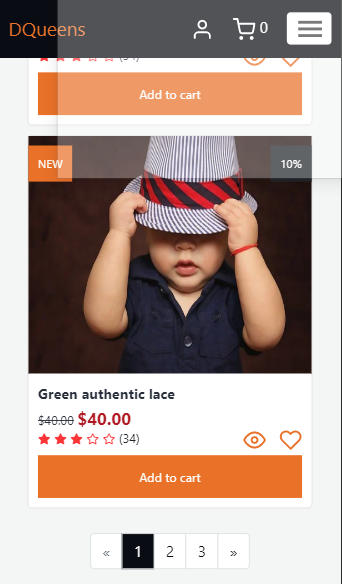 DQueens
0
(34)
Add to cart
NEW
10%
Green authentic lace
$40.00 $40.00
(34)
Add to cart
« 1 2 3 »